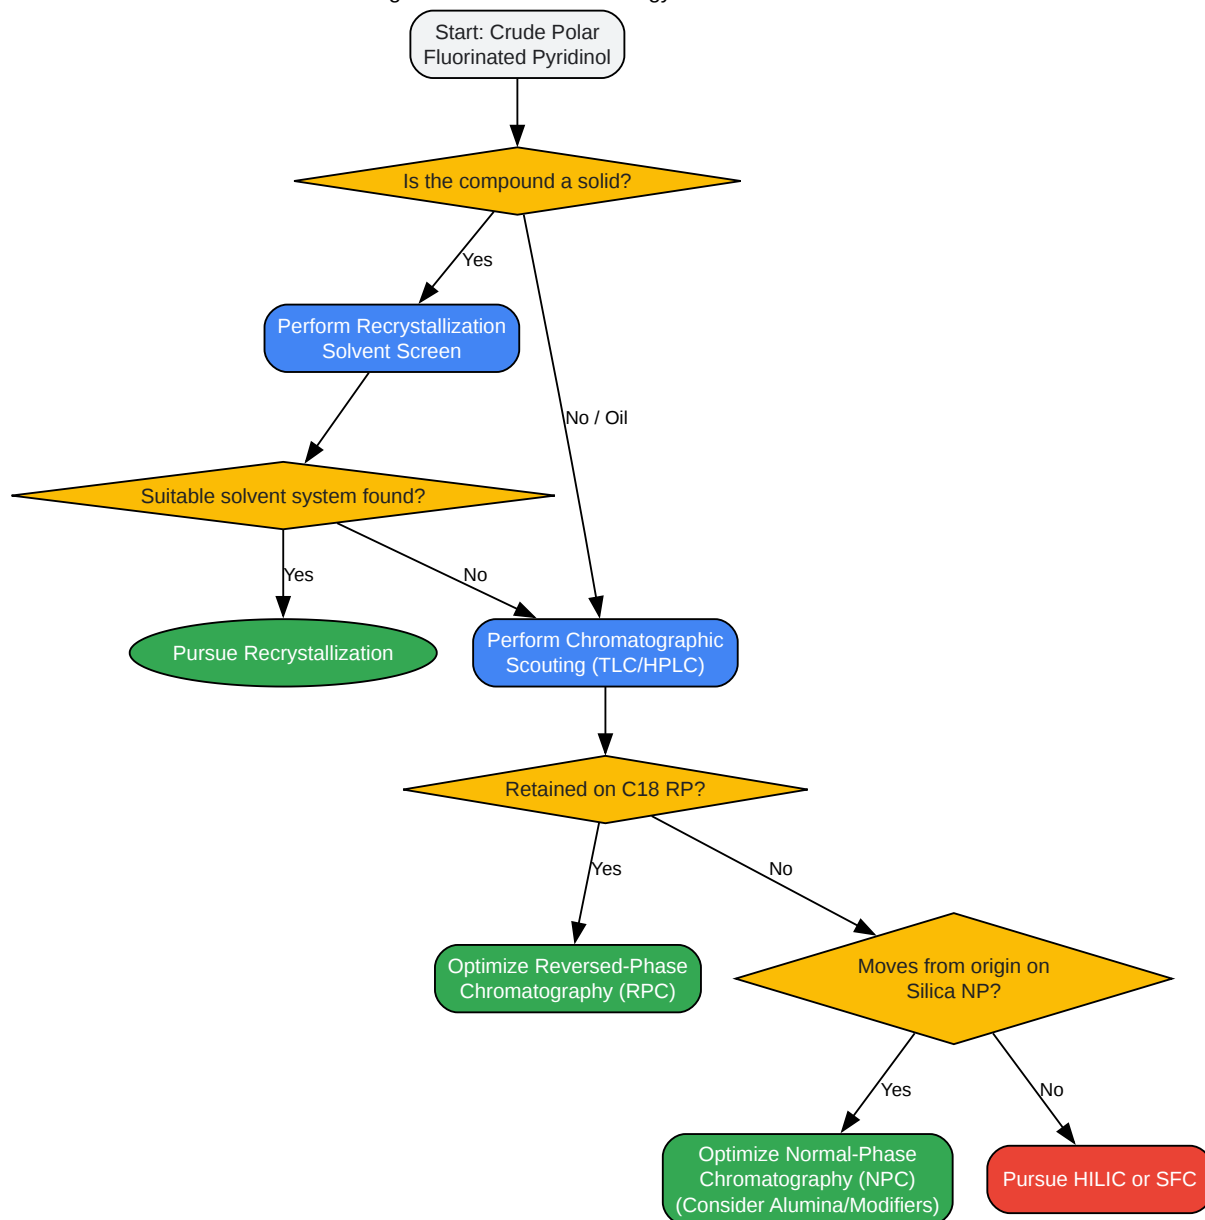 Start: Crude Polar
Fluorinated Pyridinol
Is the compound a solid?
Yes
Perform Recrystallization
Solvent Screen
No / Oil
Suitable solvent system found?
Yes
No
Pursue Recrystallization
Perform Chromatographic
Scouting (TLC/HPLC)
Retained on C18 RP?
Yes
No
Optimize Reversed-Phase
Chromatography (RPC)
Moves from origin on
Silica NP?
Yes
No
Optimize Normal-Phase
Chromatography (NPC)
(Consider Alumina/Modifiers)
Pursue HILIC or SFC